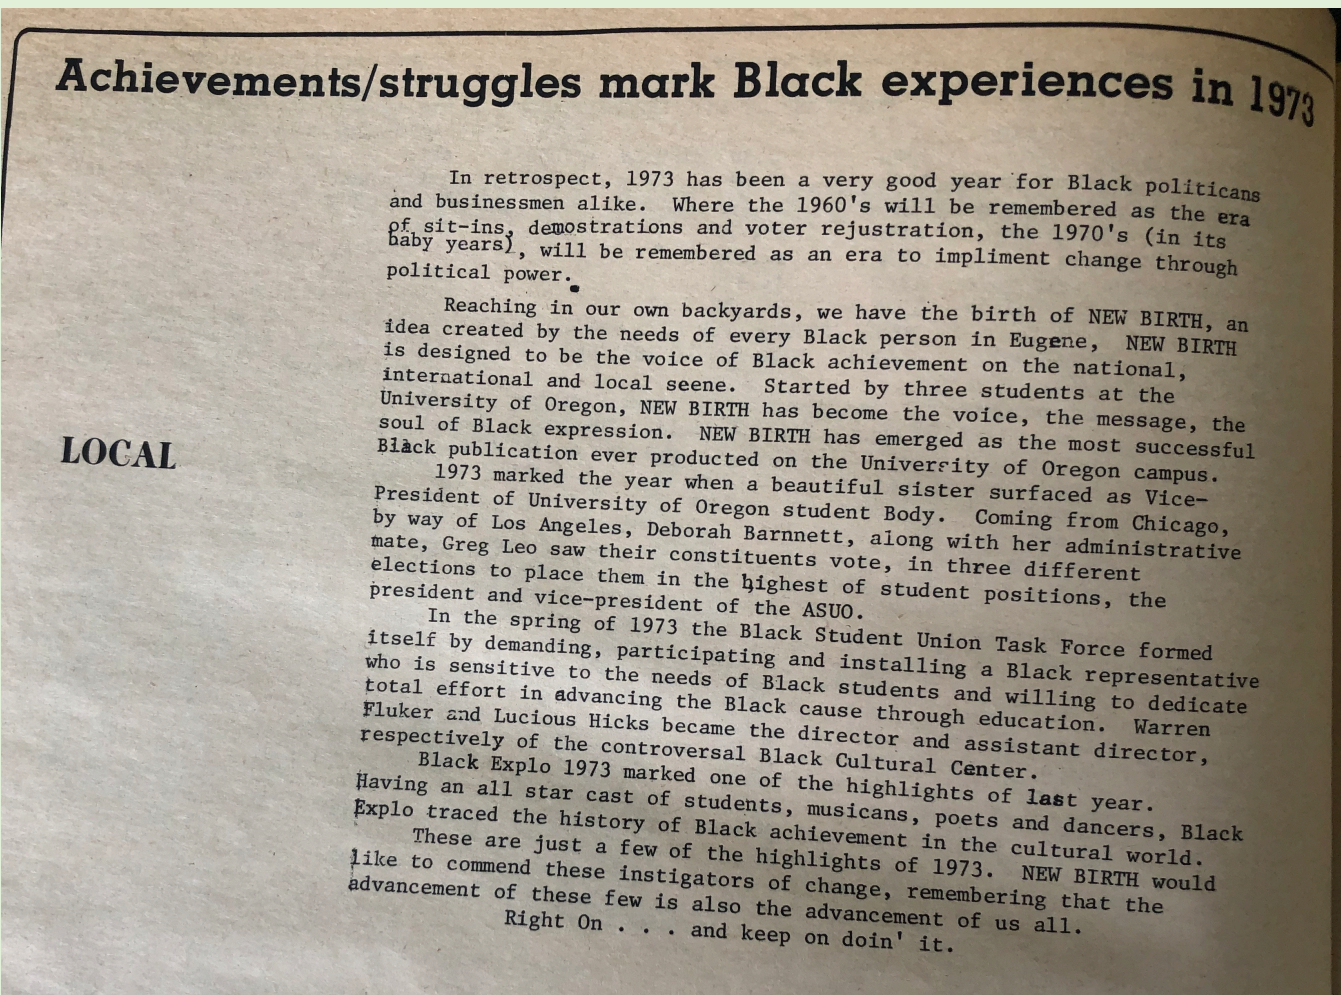 Achievements/struggles mark Black experiences in 1973
In retrospect, 1973 has been a very good year for Black politicans
and businessmen alike. Where the 1960's will be remembered as the era
of sit-ins, demostrations and voter rejustration, the 1970's (in its
baby years), will be remembered as an era to impliment change through
political power.
Reaching in our own backyards, we have the birth of NEW BIRTH, an
idea created by the needs of every Black person in Eugene, NEW BIRTH
is designed to be the voice of Black achievement on the national,
international and local seene. Started by three students at the
University of Oregon, NEW BIRTH has become the voice, the message, the
soul of Black expression. NEW BIRTH has emerged as the most successful
Black publication ever producted on the University of Oregon campus.
LOCAL
1973 marked the year when a beautiful sister surfaced as Vice-
President of University of Oregon student Body. Coming from Chicago,
by way of Los Angeles, Deborah Barnnett, along with her administrative
mate, Greg Leo saw their constituents vote, in three different
elections to place them in the highest of student positions, the
president and vice-president of the ASUO.
In the spring of 1973 the Black Student Union Task Force formed
itself by demanding, participating and installing a Black representative
who is sensitive to the needs of Black students and willing to dedicate
total effort in advancing the Black cause through education. Warren
Fluker and Lucious Hicks became the director and assistant director,
respectively of the controversal Black Cultural Center.
Black Explo 1973 marked one of the highlights of last year.
Having an all star cast of students, musicans, poets and dancers, Black
Explo traced the history of Black achievement in the cultural world.
These are just a few of the highlights of 1973. NEW BIRTH would
like to commend these instigators of change, remembering that the
advancement of these few is also the advancement of us all.
Right On . . . and keep on doin' it.